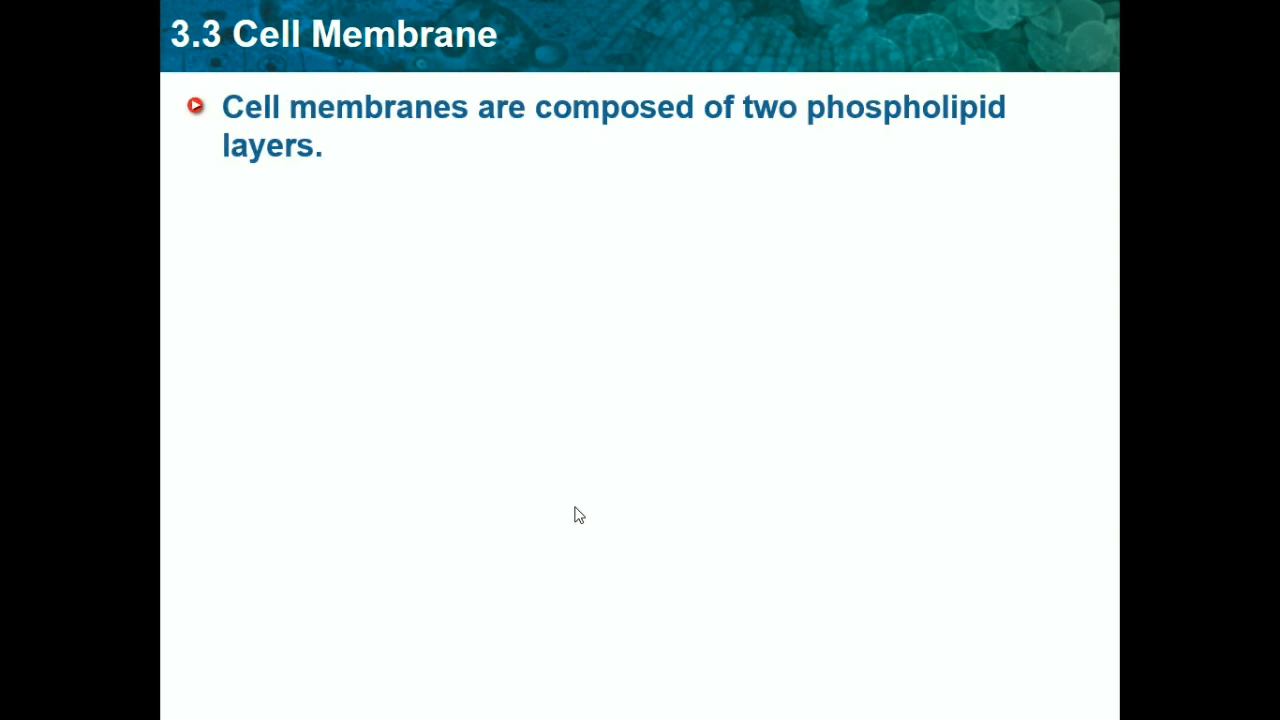 3.3 Cell Membrane
Cell membranes are composed of two phospholipid
layers.